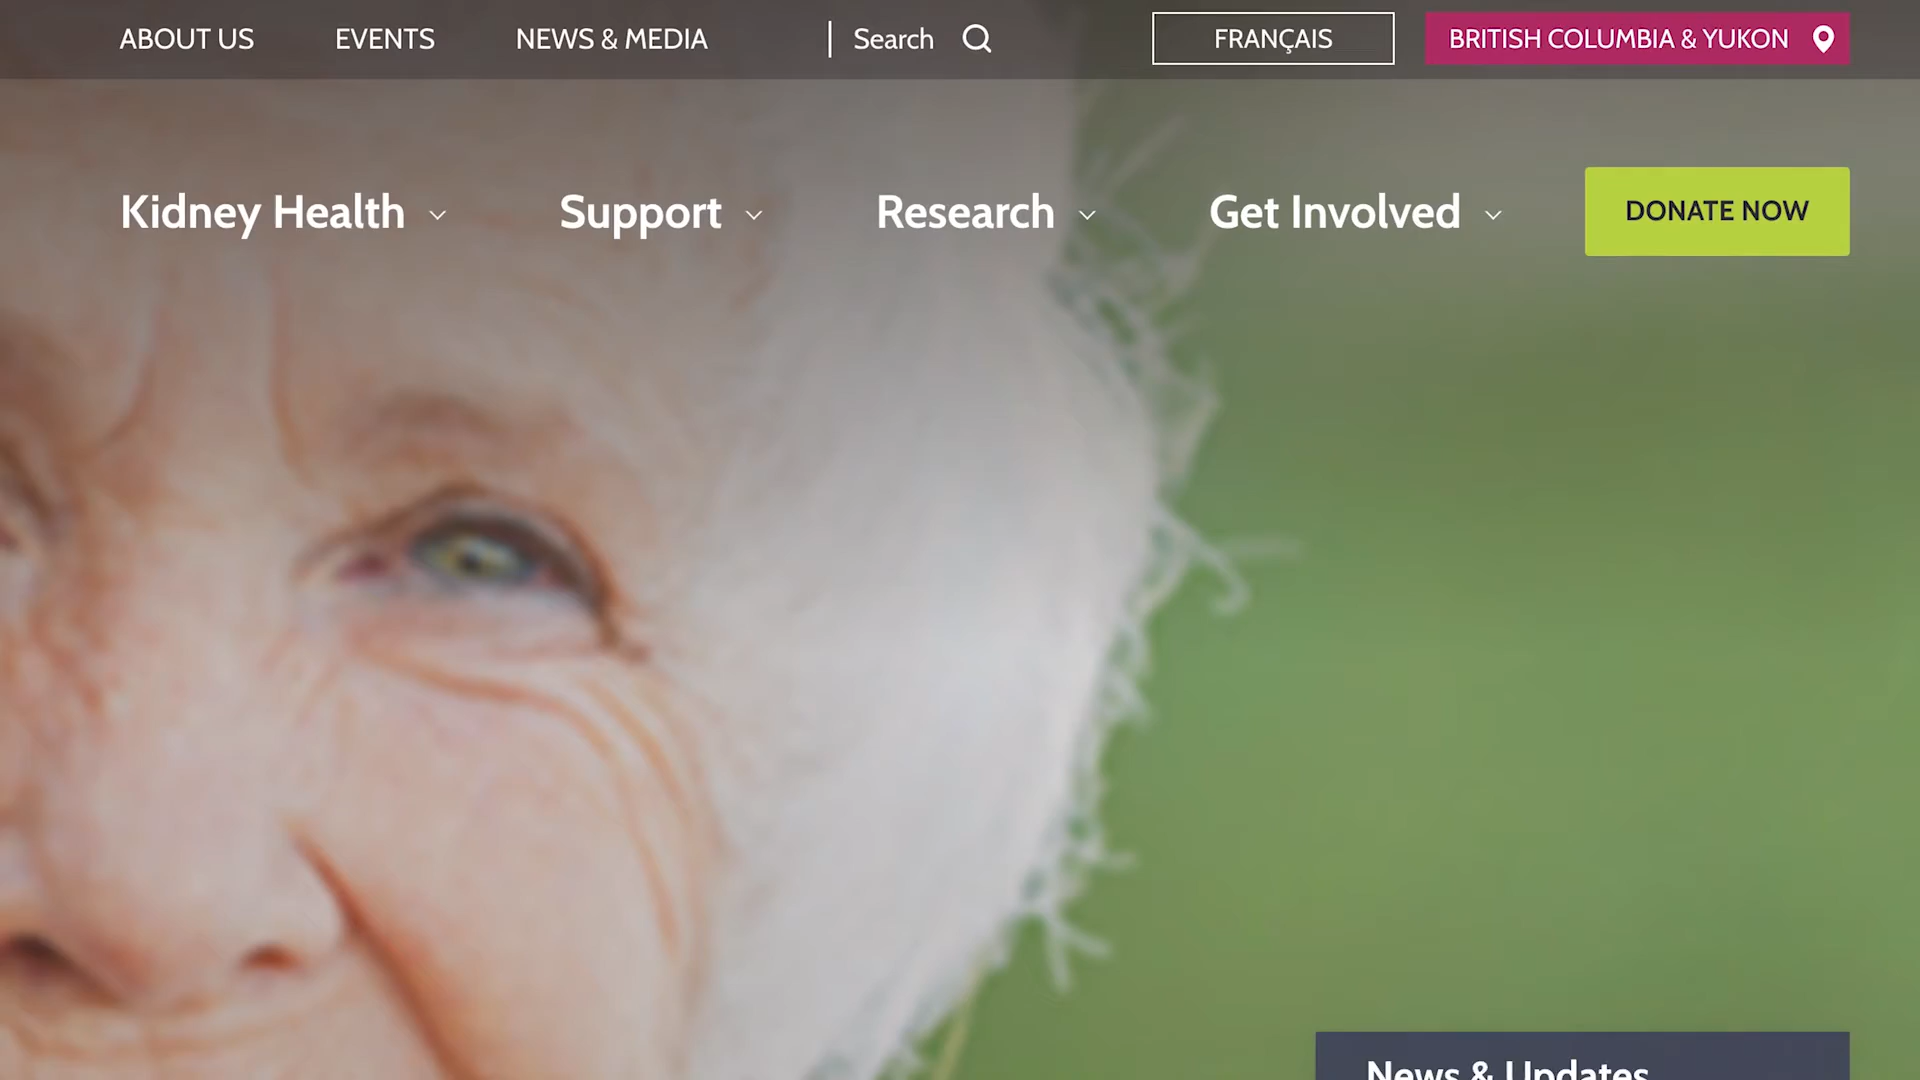 ABOUT US EVENTS NEWS & MEDIA Search FRANÇAIS BRITISH COLUMBIA & YUKON
Kidney Health Support Research Get Involved DONATE NOW
News & Updates